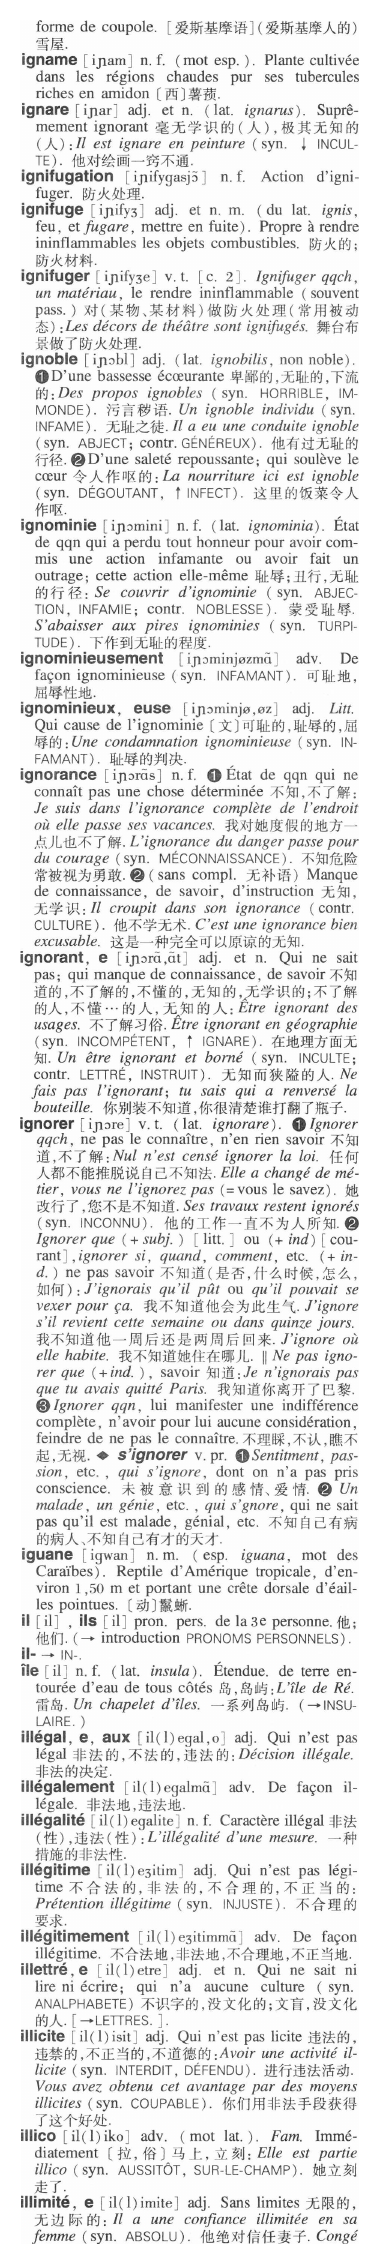 forme de coupole. [爱斯基摩语](爱斯基摩人的)
雪屋.
igname [iɲam] n. f. (mot esp.). Plante cultivée
dans les régions chaudes pur ses tubercules
riches en amidon [西]薯蓣.
ignare [iɲar] adj. et n. (lat. ignarus). Suprê-
mement ignorant 毫无学识的(人),极其无知的
(人):Il est ignare en peinture (syn. ↓ INCUL-
TE). 他对绘画一窍不通.
ignifugation [iɲifygasjɔ̃] n. f. Action d'igni-
fuger. 防火处理.
ignifuge [iɲifyʒ] adj. et n. m. (du lat. ignis,
feu, et fugare, mettre en fuite). Propre à rendre
ininflammables les objets combustibles. 防火的;
防火材料.
ignifuger [iɲifyʒe] v. t. [c. 2]. Ignifuger qqch,
un matériau, le rendre ininflammable (souvent
pass.) 对(某物、某材料)做防火处理(常用被动
态):Les décors de théâtre sont ignifugés. 舞台布
景做了防火处理.
ignoble [iɲɔbl] adj. (lat. ignobilis, non noble).
❶D'une bassesse écœurante 卑鄙的,无耻的,下流
的:Des propos ignobles (syn. HORRIBLE, IM-
MONDE). 污言秽语. Un ignoble individu (syn.
INFAME). 无耻之徒. Il a eu une conduite ignoble
(syn. ABJECT; contr. GÉNÉREUX). 他有过无耻的
行径. ❷D'une saleté repoussante; qui soulève le
cœur 令人作呕的:La nourriture ici est ignoble
(syn. DÉGOUTANT, ↑ INFECT). 这里的饭菜令人
作呕.
ignominie [iɲɔmini] n. f. (lat. ignominia). État
de qqn qui a perdu tout honneur pour avoir com-
mis une action infamante ou avoir fait un
outrage; cette action elle-même 耻辱;丑行,无耻
的行径:Se couvrir d'ignominie (syn. ABJEC-
TION, INFAMIE; contr. NOBLESSE). 蒙受耻辱.
S'abaisser aux pires ignominies (syn. TURPI-
TUDE). 下作到无耻的程度.
ignominieusement [iɲɔminjøzmɑ̃] adv. De
façon ignominieuse (syn. INFAMANT). 可耻地,
屈辱性地.
ignominieux, euse [iɲɔminjø,øz] adj. Litt.
Qui cause de l'ignominie [文]可耻的,耻辱的,屈
辱的:Une condamnation ignominieuse (syn. IN-
FAMANT). 耻辱的判决.
ignorance [iɲɔrɑ̃s] n. f. ❶ État de qqn qui ne
connaît pas une chose déterminée 不知,不了解:
Je suis dans l'ignorance complète de l'endroit
où elle passe ses vacances. 我对她度假的地方一
点儿也不了解. L'ignorance du danger passe pour
du courage (syn. MÉCONNAISSANCE). 不知危险
常被视为勇敢. ❷(sans compl. 无补语) Manque
de connaissance, de savoir, d'instruction 无知,
无学识:Il croupit dans son ignorance (contr.
CULTURE). 他不学无术. C'est une ignorance bien
excusable. 这是一种完全可以原谅的无知.
ignorant, e [iɲɔrɑ̃,ɑ̃t] adj. et n. Qui ne sait
pas; qui manque de connaissance, de savoir 不知
道的,不了解的,不懂的,无知的,无学识的;不了解
的人,不懂…的人,无知的人:Être ignorant des
usages. 不了解习俗. Être ignorant en géographie
(syn. INCOMPÉTENT, ↑ IGNARE). 在地理方面无
知. Un être ignorant et borné (syn. INCULTE;
contr. LETTRÉ, INSTRUIT). 无知而狭隘的人. Ne
fais pas l'ignorant; tu sais qui a renversé la
bouteille. 你别装不知道,你很清楚谁打翻了瓶子.
ignorer [iɲɔre] v. t. (lat. ignorare). ❶Ignorer
qqch, ne pas le connaître, n'en rien savoir 不知
道,不了解:Nul n'est censé ignorer la loi. 任何
人都不能推脱说自己不知法. Elle a changé de mé-
tier, vous ne l'ignorez pas (=vous le savez). 她
改行了,您不是不知道. Ses travaux restent ignorés
(syn. INCONNU). 他的工作一直不为人所知. ❷
Ignorer que (+subj.) [litt.] ou (+ind) [cou-
rant], ignorer si, quand, comment, etc. (+in-
d.) ne pas savoir 不知道(是否,什么时候,怎么,
如何):J'ignorais qu'il pût ou qu'il pouvait se
vexer pour ça. 我不知道他会为此生气. J'ignore
s'il revient cette semaine ou dans quinze jours.
我不知道他一周后还是两周后回来. J'ignore où
elle habite. 我不知道她住在哪儿. ‖ Ne pas igno-
rer que (+ind.), savoir 知道:Je n'ignorais pas
que tu avais quitté Paris. 我知道你离开了巴黎.
❸Ignorer qqn, lui manifester une indifférence
complète, n'avoir pour lui aucune considération,
feindre de ne pas le connaître. 不理睬,不认,瞧不
起,无视. ◆ s'ignorer v. pr. ❶Sentiment, pas-
sion, etc., qui s'ignore, dont on n'a pas pris
conscience. 未被意识到的感情、爱情. ❷ Un
malade, un génie, etc., qui s'gnore, qui ne sait
pas qu'il est malade, génial, etc. 不知自己有病
的病人、不知自己有才的天才.
iguane [igwan] n. m. (esp. iguana, mot des
Caraïbes). Reptile d'Amérique tropicale, d'en-
viron 1,50 m et portant une crête dorsale d'éail-
les pointues. [动]鬣蜥.
il [il], ils [il] pron. pers. de la 3e personne. 他;
他们. (→ introduction PRONOMS PERSONNELS).
il- → IN-.
île [il] n. f. (lat. insula). Étendue. de terre en-
tourée d'eau de tous côtés 岛,岛屿:L'île de Ré.
雷岛. Un chapelet d'îles. 一系列岛屿. (→INSU-
LAIRE.)
illégal, e, aux [il(l)egal,o] adj. Qui n'est pas
légal 非法的,不法的,违法的:Décision illégale.
非法的决定.
illégalement [il(l)egalmɑ̃] adv. De façon il-
légale. 非法地,违法地.
illégalité [il(l)egalite] n. f. Caractère illégal 非法
(性),违法(性):L'illégalité d'une mesure. 一种
措施的非法性.
illégitime [il(l)eʒitim] adj. Qui n'est pas légi-
time 不合法的,非法的,不合理的,不正当的:
Prétention illégitime (syn. INJUSTE). 不合理的
要求.
illégitimement [il(l)eʒitimmɑ̃] adv. De façon
illégitime. 不合法地,非法地,不合理地,不正当地.
illettré, e [il(l)etre] adj. et n. Qui ne sait ni
lire ni écrire; qui n'a aucune culture (syn.
ANALPHABETE) 不识字的,没文化的;文盲,没文化
的人. [→LETTRES.].
illicite [il(l)isit] adj. Qui n'est pas licite 违法的,
违禁的,不正当的,不道德的:Avoir une activité il-
licite (syn. INTERDIT, DÉFENDU). 进行违法活动.
Vous avez obtenu cet avantage par des moyens
illicites (syn. COUPABLE). 你们用非法手段获得
了这个好处.
illico [il(l)iko] adv. (mot lat.). Fam. Immé-
diatement [拉,俗]马上,立刻:Elle est partie
illico (syn. AUSSITÔT, SUR-LE-CHAMP). 她立刻
走了.
illimité, e [il(l)imite] adj. Sans limites 无限的,
无边际的:Il a une confiance illimitée en sa
femme (syn. ABSOLU). 他绝对信任妻子. Congé